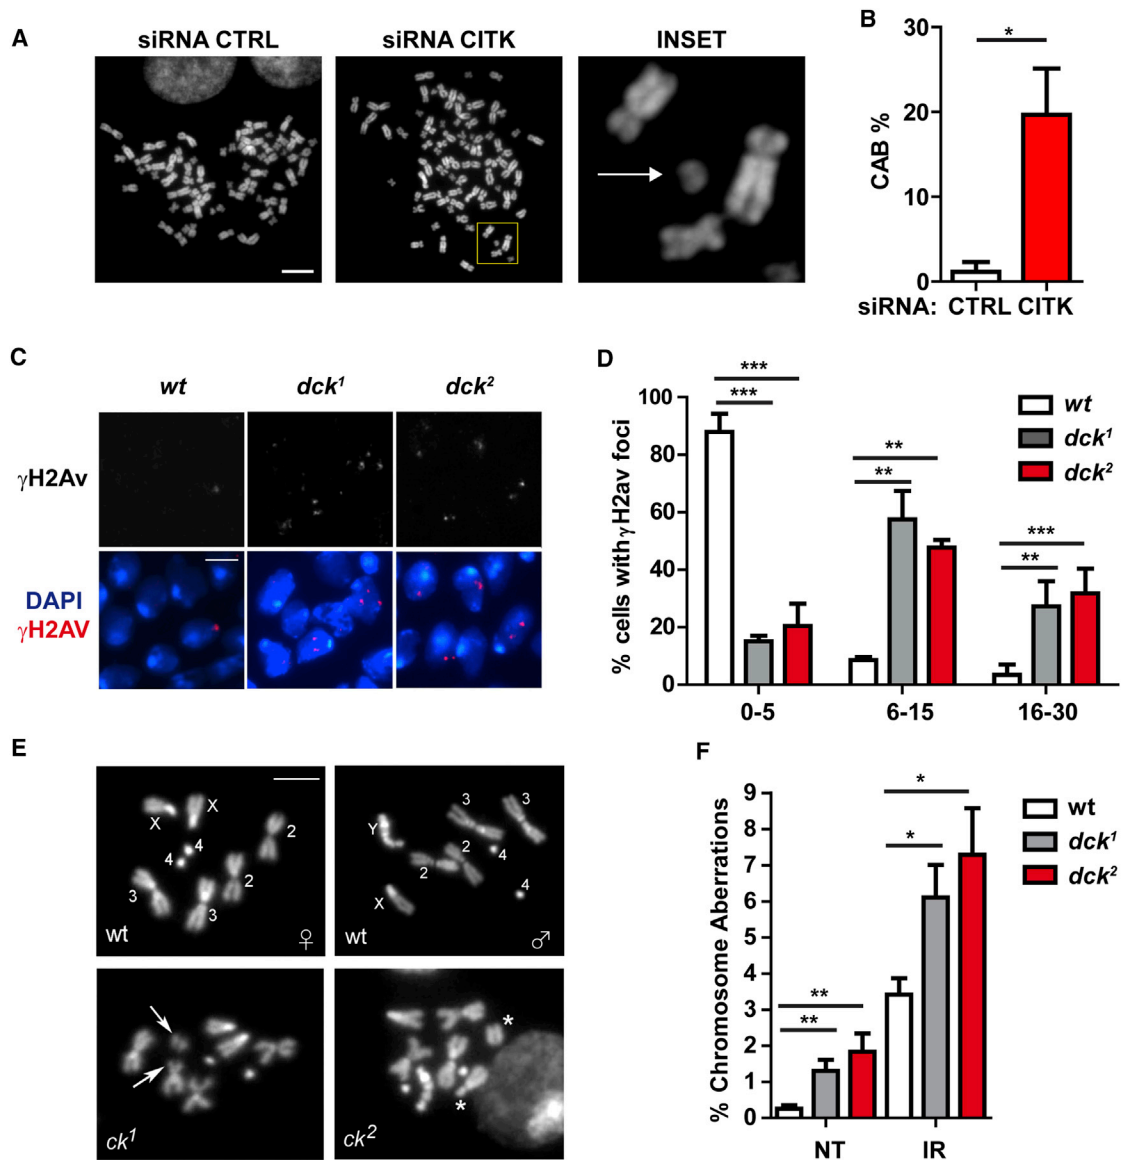 A
siRNA CTRL
siRNA CITK
INSET
B
CAB %
30
20
10
0
*
siRNA: CTRL CITK
C
wt
dck¹
dck²
γH2Av
DAPI
γH2AV
D
% cells with γH2av foci
100
80
60
40
20
0
***
***
**
**
***
**
wt
dck¹
dck²
0-5
6-15
16-30
E
X
X
4
4
2
2
3
3
wt
♀
Y
3
3
2
2
4
4
X
wt
♂
ck¹
*
*
ck²
F
% Chromosome Aberrations
9
8
7
6
5
4
3
2
1
0
**
**
*
*
wt
dck¹
dck²
NT
IR